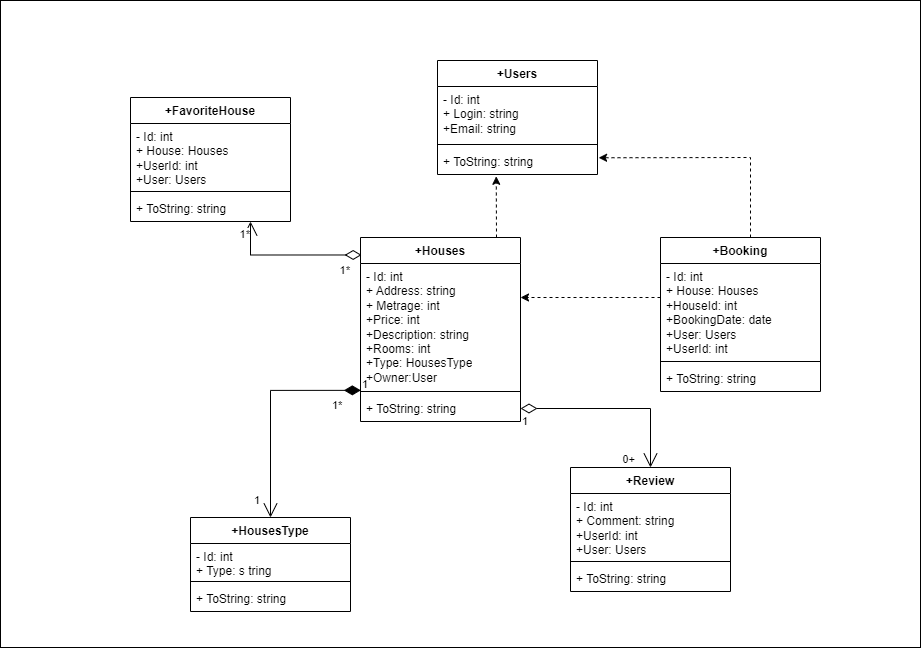 +Users
- Id: int
+ Login: string
+Email: string
+ ToString: string
+FavoriteHouse
- Id: int
+ House: Houses
+UserId: int
+User: Users
+ ToString: string
1*
1*
+Houses
- Id: int
+ Address: string
+ Metrage: int
+Price: int
+Description: string
+Rooms: int
+Type: HousesType
+Owner:User
+ ToString: string
+Booking
- Id: int
+ House: Houses
+HouseId: int
+BookingDate: date
+User: Users
+UserId: int
+ ToString: string
1
1*
1
1
0+
+HousesType
- Id: int
+ Type: s tring
+ ToString: string
+Review
- Id: int
+ Comment: string
+UserId: int
+User: Users
+ ToString: string